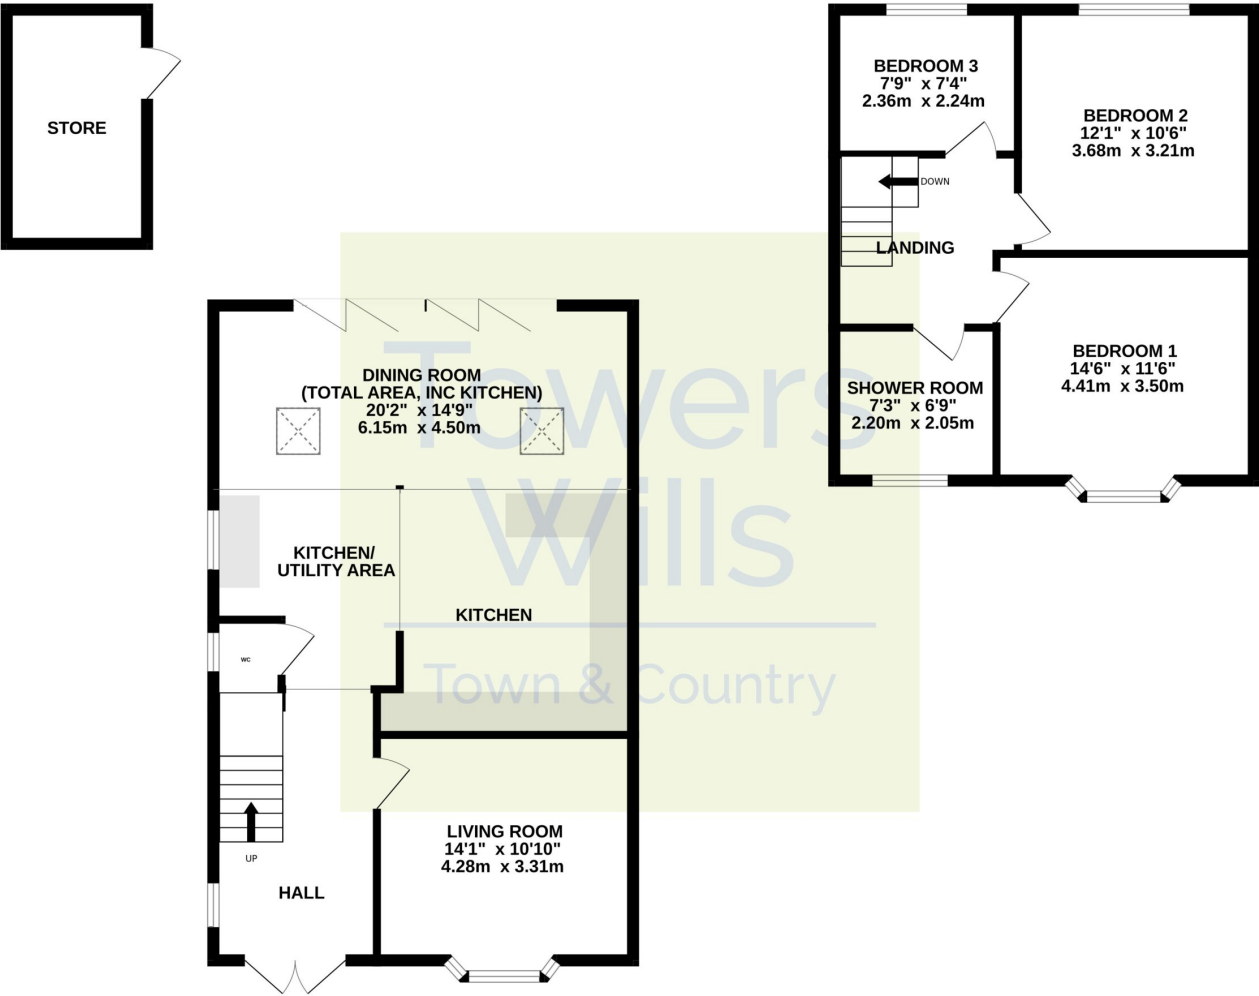 STORE
BEDROOM 3
7'9" x 7'4"
2.36m x 2.24m
BEDROOM 2
12'1" x 10'6"
3.68m x 3.21m
DOWN
LANDING
BEDROOM 1
14'6" x 11'6"
4.41m x 3.50m
SHOWER ROOM
7'3" x 6'9"
2.20m x 2.05m
DINING ROOM
(TOTAL AREA, INC KITCHEN)
20'2" x 14'9"
6.15m x 4.50m
Towers
Wills
Town & Country
KITCHEN/
UTILITY AREA
KITCHEN
WC
UP
HALL
LIVING ROOM
14'1" x 10'10"
4.28m x 3.31m